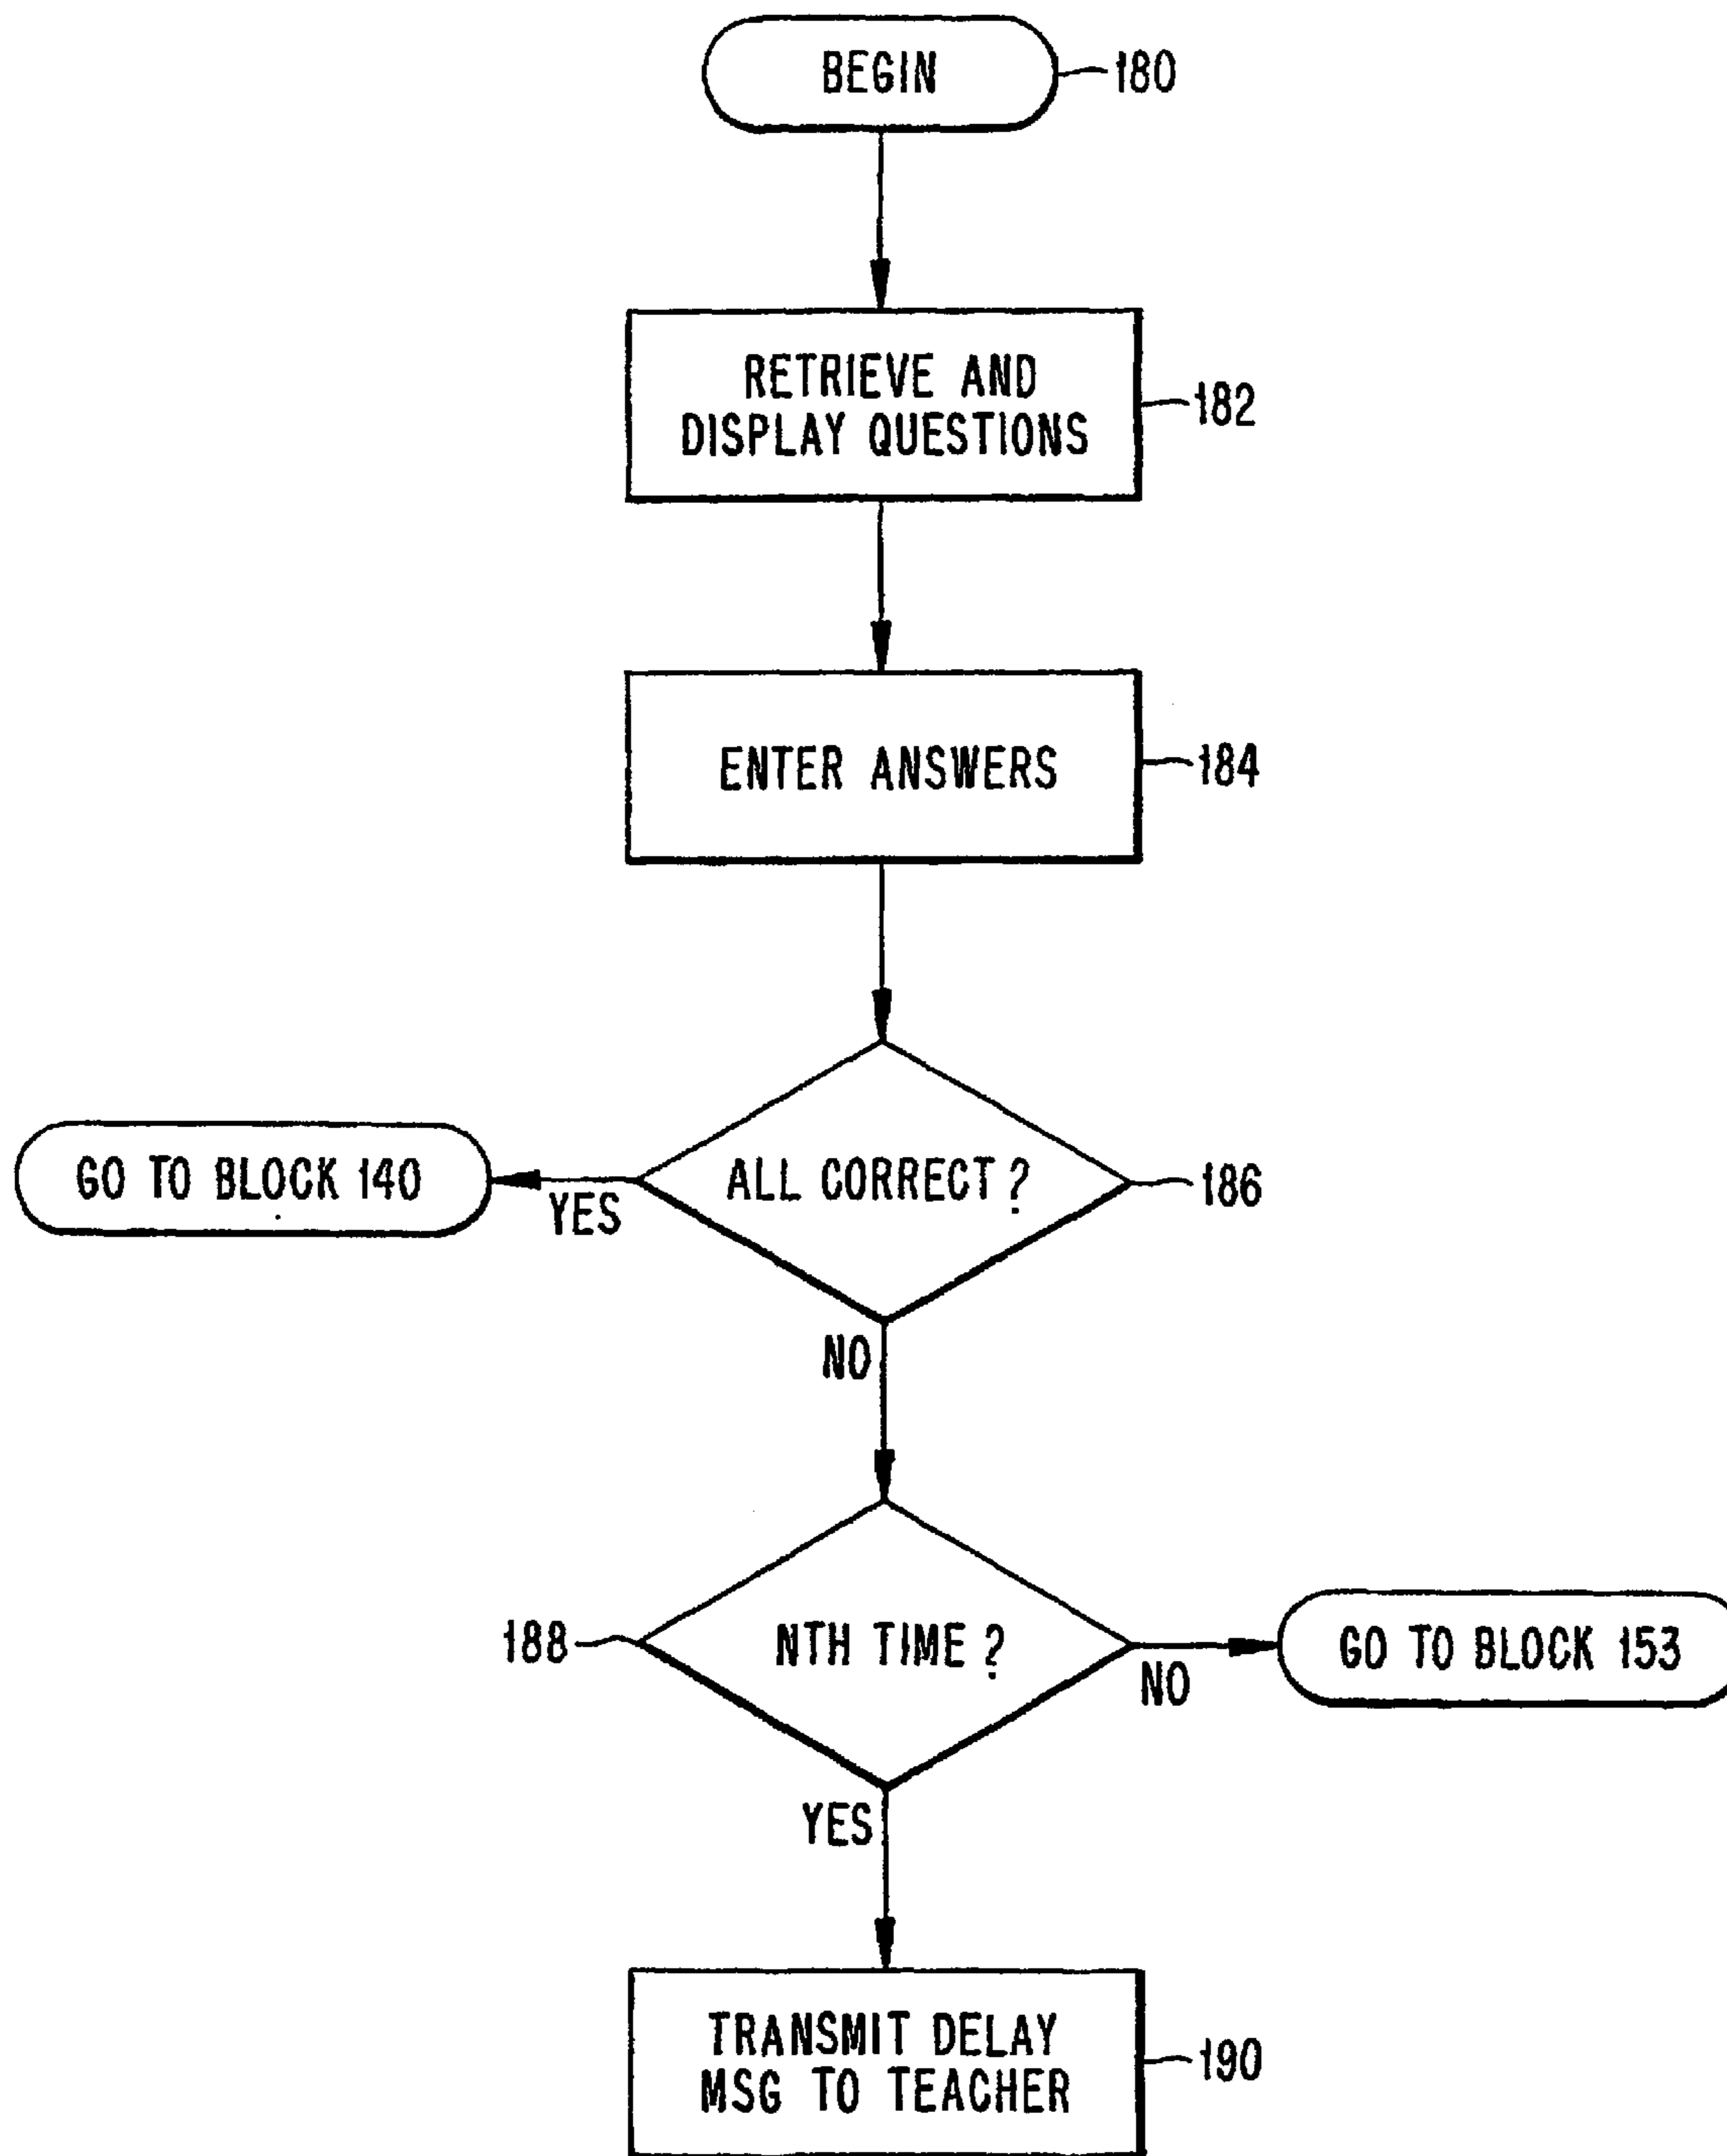 BEGIN
180
RETRIEVE AND
DISPLAY QUESTIONS
182
ENTER ANSWERS
184
ALL CORRECT?
186
YES
GO TO BLOCK 140
NO
NTH TIME?
188
NO
GO TO BLOCK 153
YES
TRANSMIT DELAY
MSG TO TEACHER
190